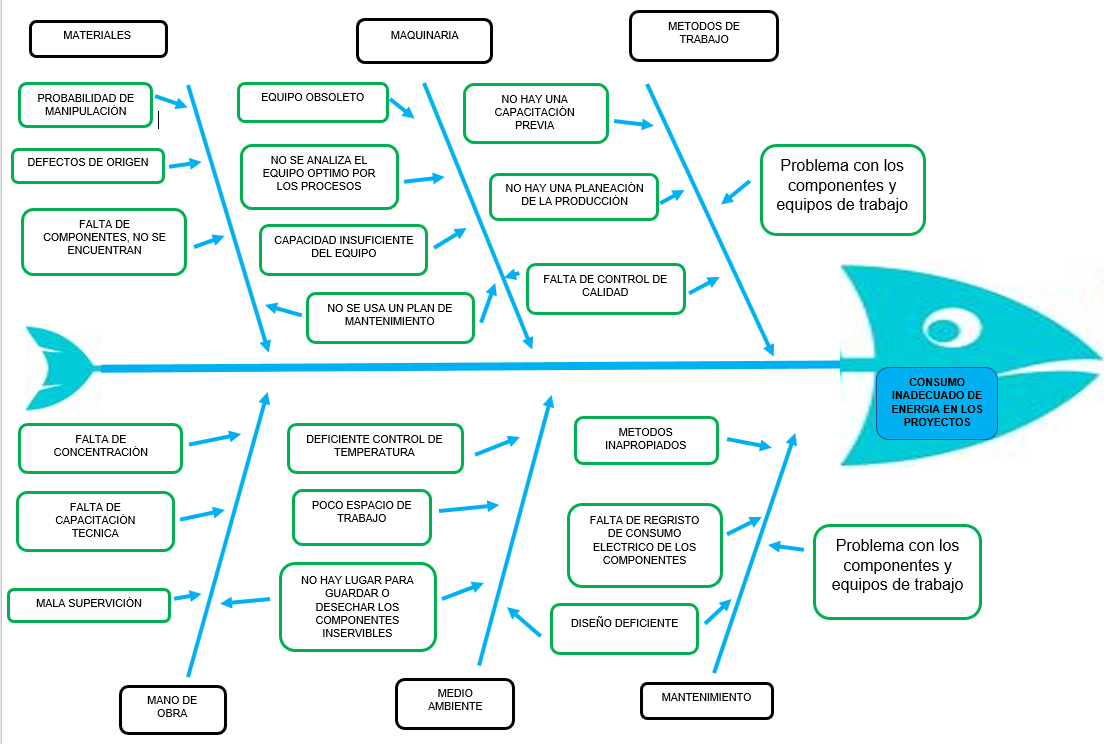 MATERIALES
MAQUINARIA
METODOS DE
TRABAJO
PROBABILIDAD DE
MANIPULACIÓN
DEFECTOS DE ORIGEN
FALTA DE
COMPONENTES, NO SE
ENCUENTRAN
EQUIPO OBSOLETO
NO SE ANALIZA EL
EQUIPO OPTIMO POR
LOS PROCESOS
CAPACIDAD INSUFICIENTE
DEL EQUIPO
NO SE USA UN PLAN DE
MANTENIMIENTO
NO HAY UNA
CAPACITACIÓN
PREVIA
NO HAY UNA PLANEACIÓN
DE LA PRODUCCIÓN
FALTA DE CONTROL DE
CALIDAD
Problema con los
componentes y
equipos de trabajo
CONSUMO
INADECUADO DE
ENERGIA EN LOS
PROYECTOS
FALTA DE
CONCENTRACIÓN
FALTA DE
CAPACITACIÓN
TECNICA
MALA SUPERVICIÓN
DEFICIENTE CONTROL DE
TEMPERATURA
POCO ESPACIO DE
TRABAJO
NO HAY LUGAR PARA
GUARDAR O
DESECHAR LOS
COMPONENTES
INSERVIBLES
METODOS
INAPROPIADOS
FALTA DE REGRISTO
DE CONSUMO
ELECTRICO DE LOS
COMPONENTES
DISEÑO DEFICIENTE
Problema con los
componentes y
equipos de trabajo
MANO DE
OBRA
MEDIO
AMBIENTE
MANTENIMIENTO